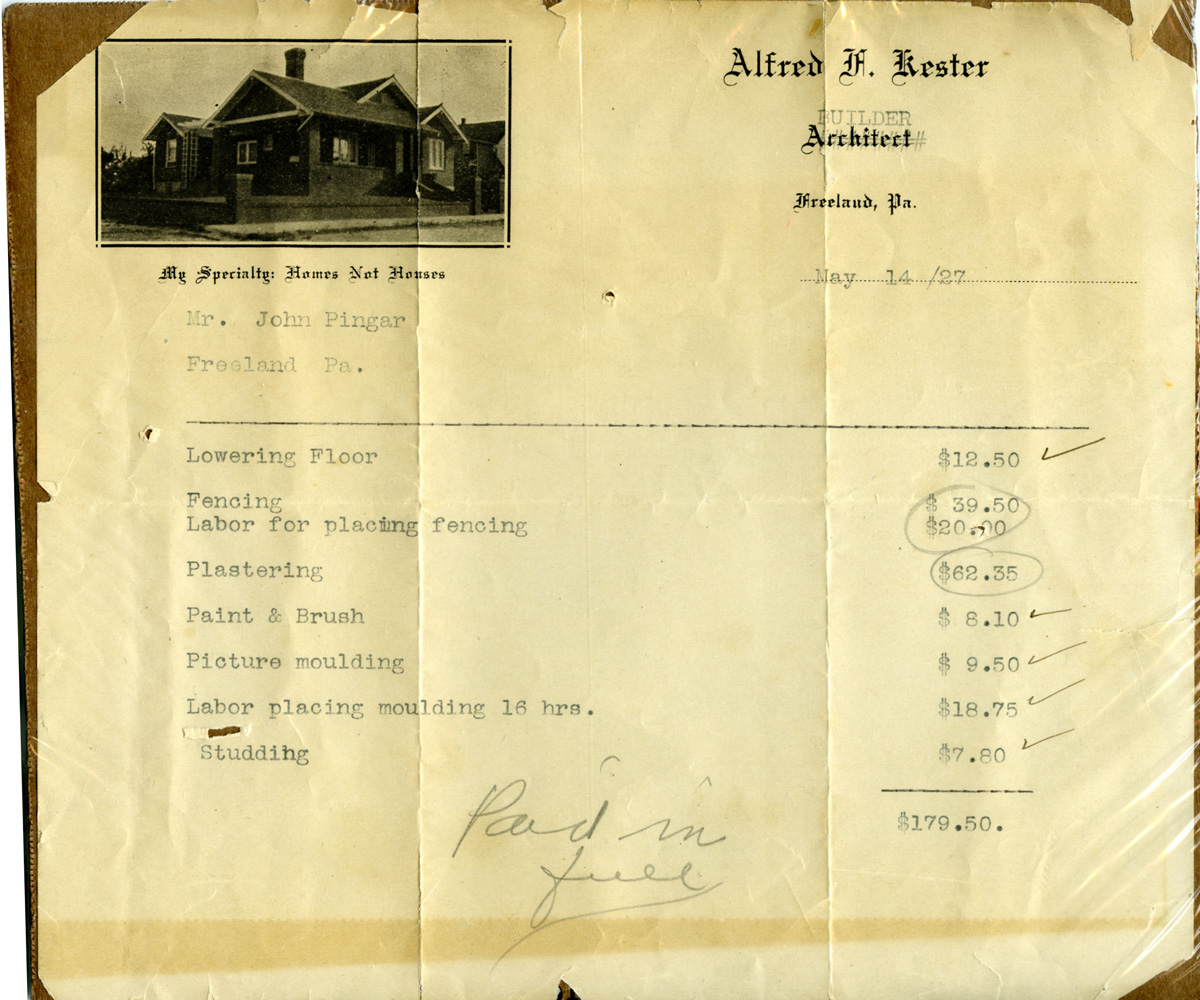 Alfred F. Kester
BUILDER
Architect
Freeland, Pa.
My Specialty: Homes Not Houses
May 14 /27
Mr. John Pingar
Freeland Pa.
Lowering Floor $12.50
Fencing $ 39.50
Labor for placing fencing $20.00
Plastering $62.35
Paint & Brush $ 8.10
Picture moulding $ 9.50
Labor placing moulding 16 hrs. $18.75
Studding $7.80
$179.50.
Paid in
full